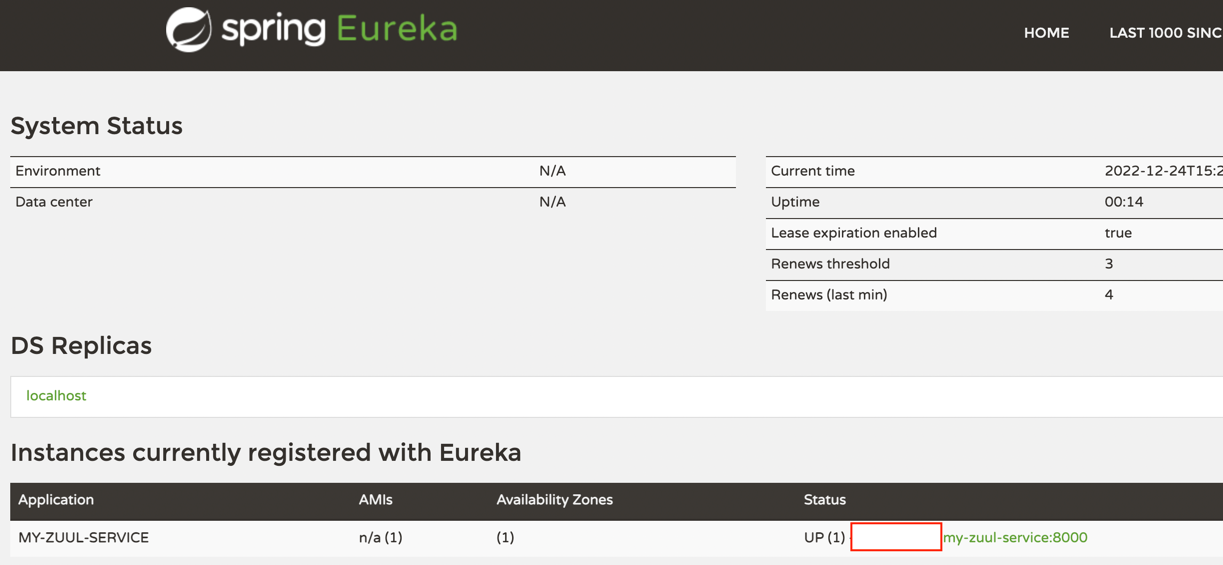 spring Eureka
HOME LAST 1000 SINC
System Status
Environment N/A
Data center N/A
Current time 2022-12-24T15:2
Uptime 00:14
Lease expiration enabled true
Renews threshold 3
Renews (last min) 4
DS Replicas
localhost
Instances currently registered with Eureka
Application AMIs Availability Zones Status
MY-ZUUL-SERVICE n/a (1) (1) UP (1) my-zuul-service:8000